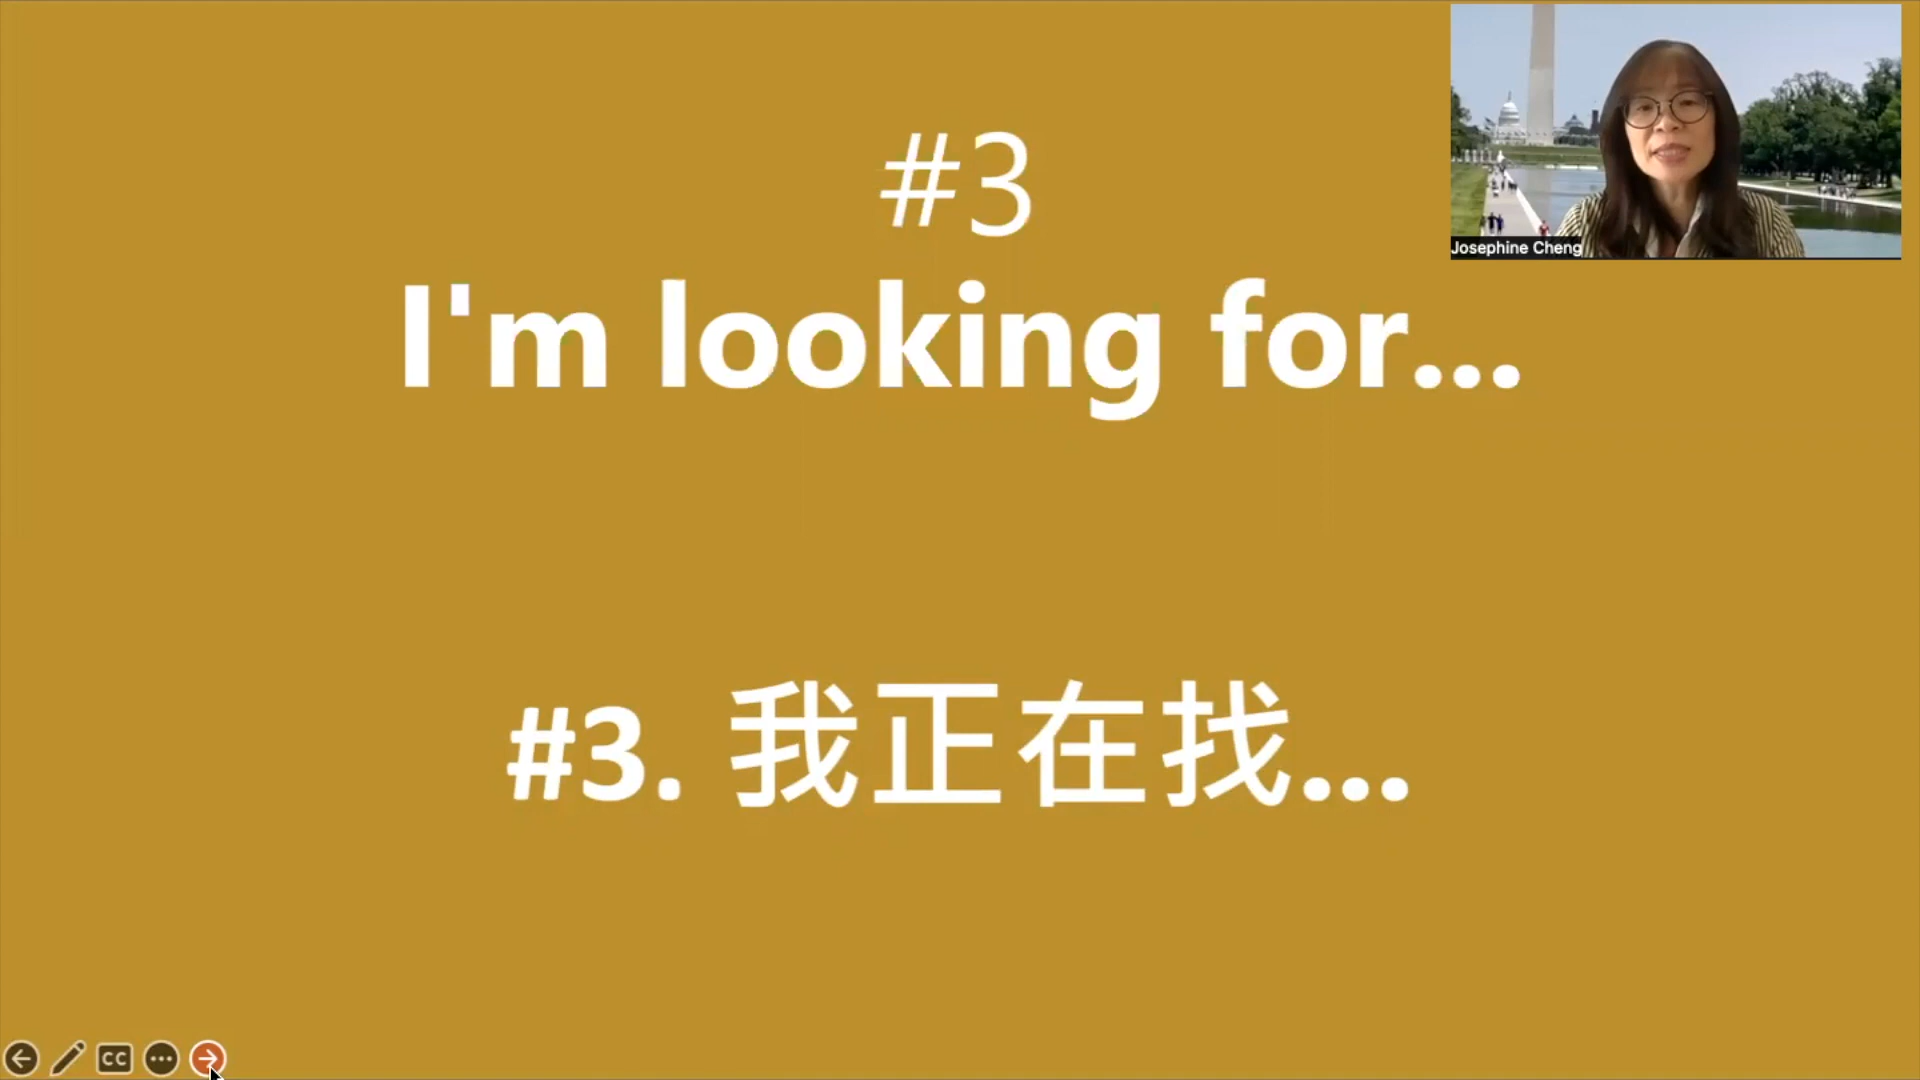 #3
I'm looking for...
#3. 我正在找...
Josephine Cheng
CC